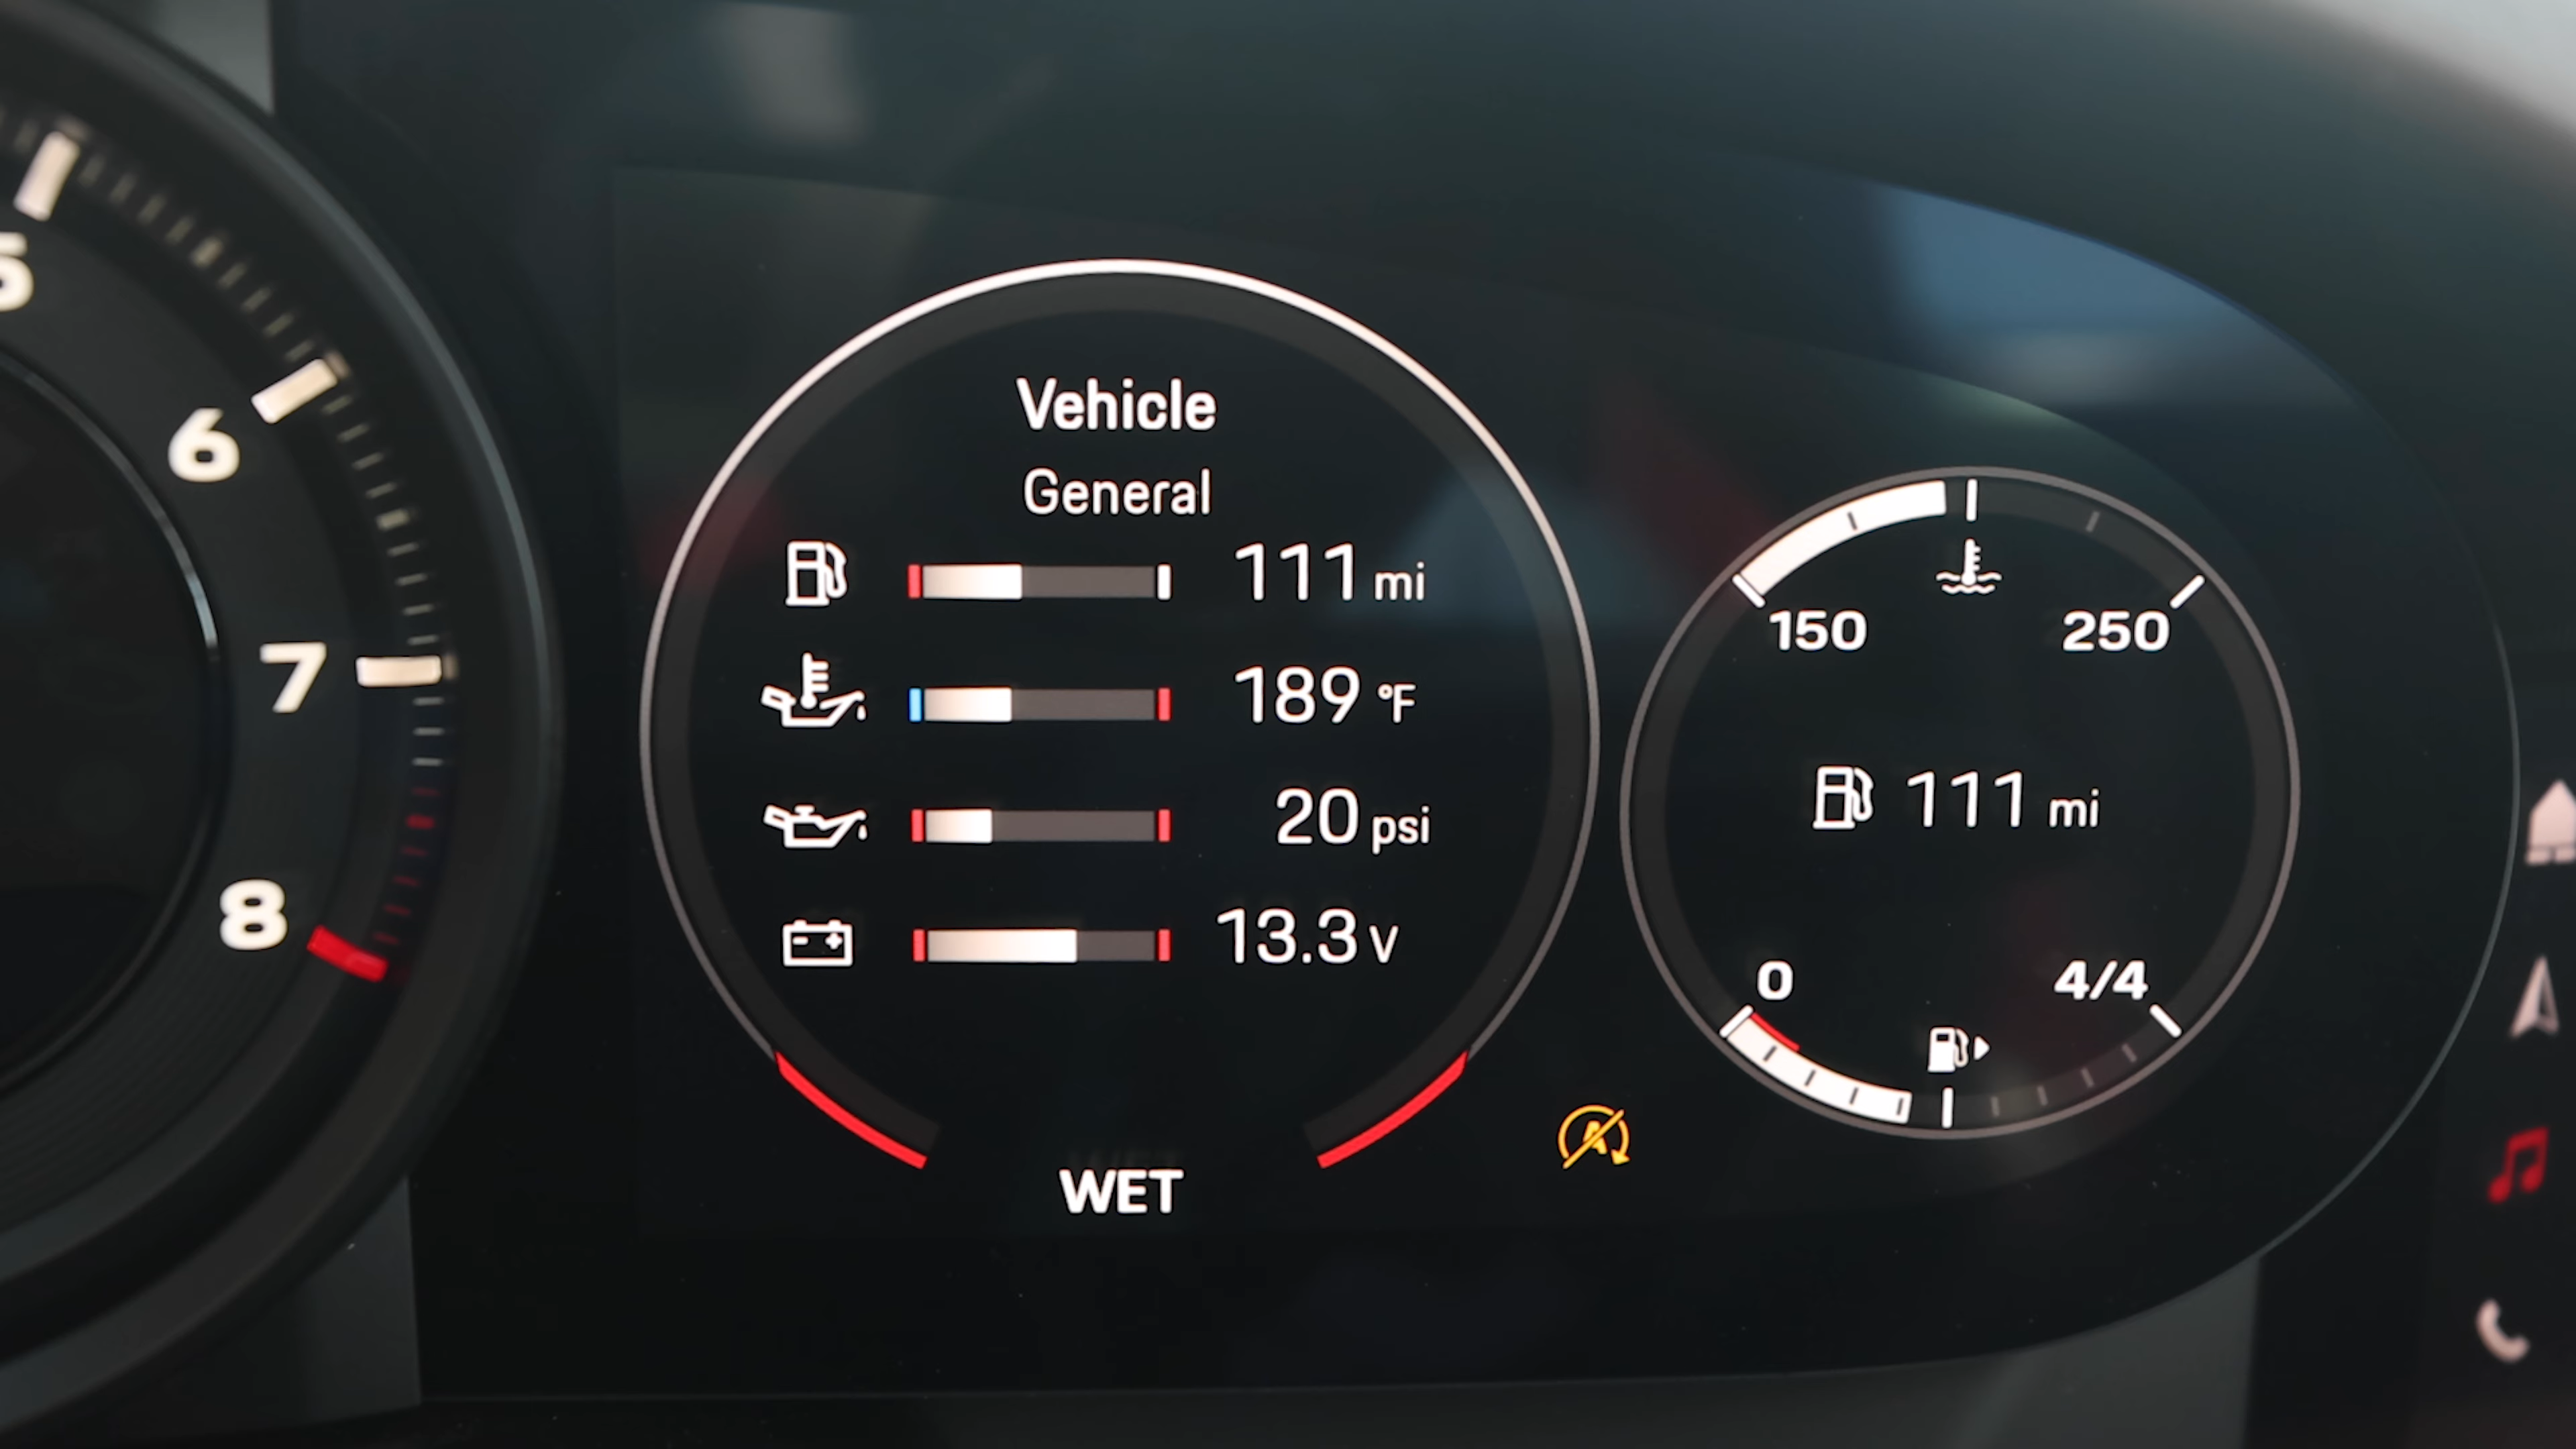 5
6
7
8
Vehicle
General
111 mi
189 °F
20 psi
13.3 V
WET
A
150 250
111 mi
0 4/4